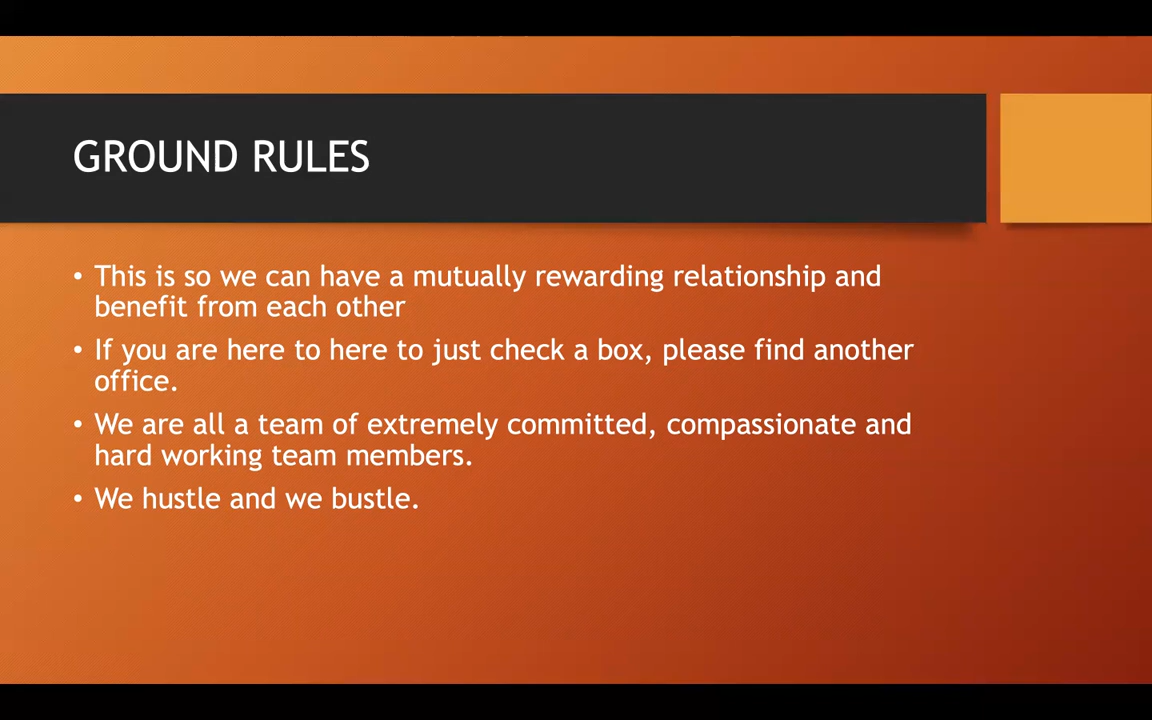 GROUND RULES
• This is so we can have a mutually rewarding relationship and
benefit from each other
• If you are here to here to just check a box, please find another
office.
• We are all a team of extremely committed, compassionate and
hard working team members.
• We hustle and we bustle.